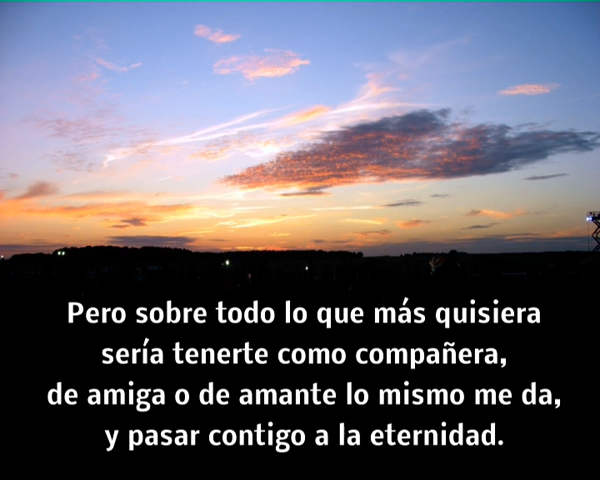 Pero sobre todo lo que más quisiera
sería tenerte como compañera,
de amiga o de amante lo mismo me da,
y pasar contigo a la eternidad.